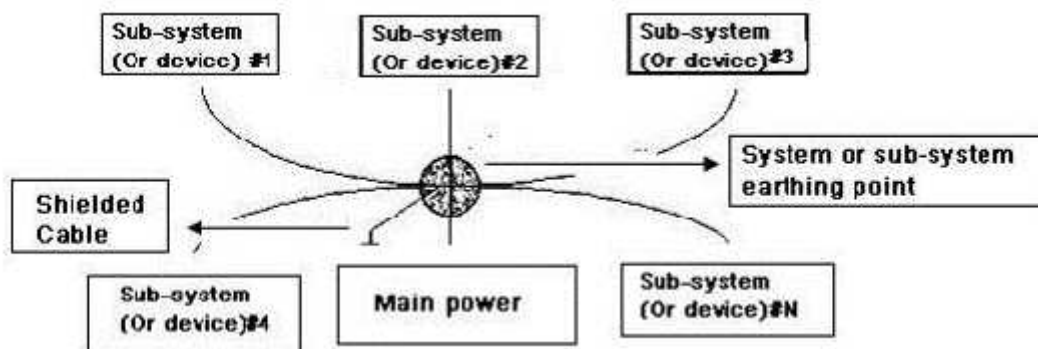 Sub-system
(Or device) #1
Sub-system
(Or device)#2
Sub-system
(Or device)#3
System or sub-system
earthing point
Shielded
Cable
Sub-system
(Or device)#4
Main power
Sub-system
(Or device)#N